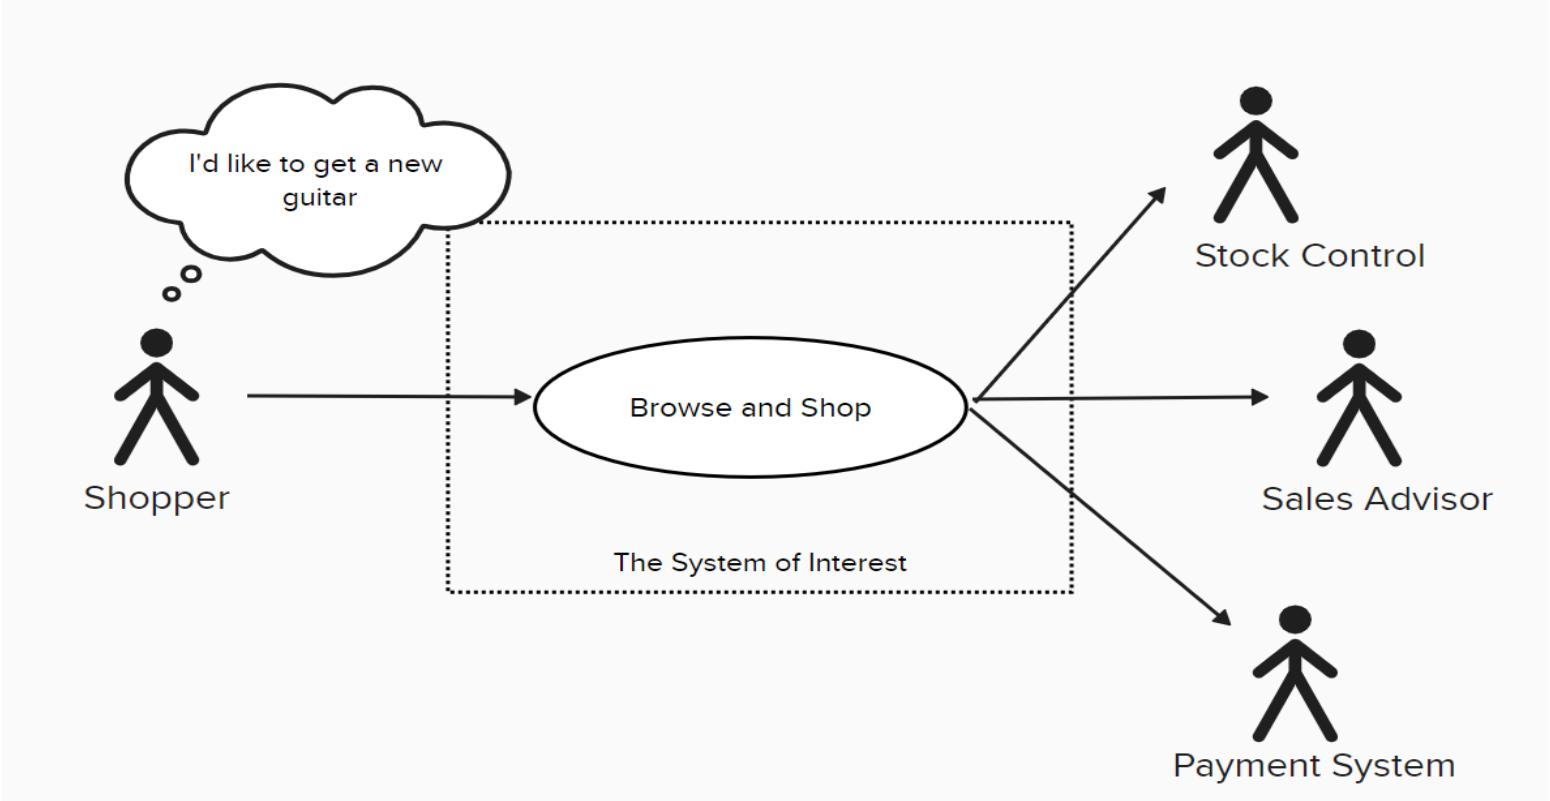 I'd like to get a new
guitar
Stock Control
Browse and Shop
Shopper
Sales Advisor
The System of Interest
Payment System